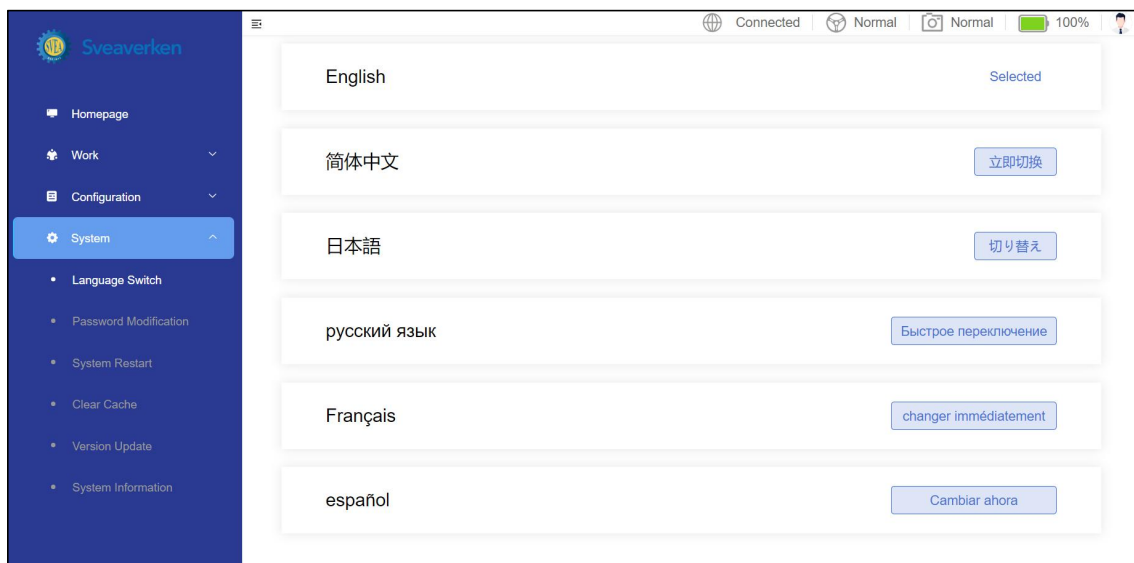 Connected Normal Normal 100%
SVEA
Sveaverken
Homepage
Work
Configuration
System
Language Switch
Password Modification
System Restart
Clear Cache
Version Update
System Information
English Selected
简体中文 立即切换
日本語 切り替え
русский язык Быстрое переключение
Français changer immédiatement
español Cambiar ahora